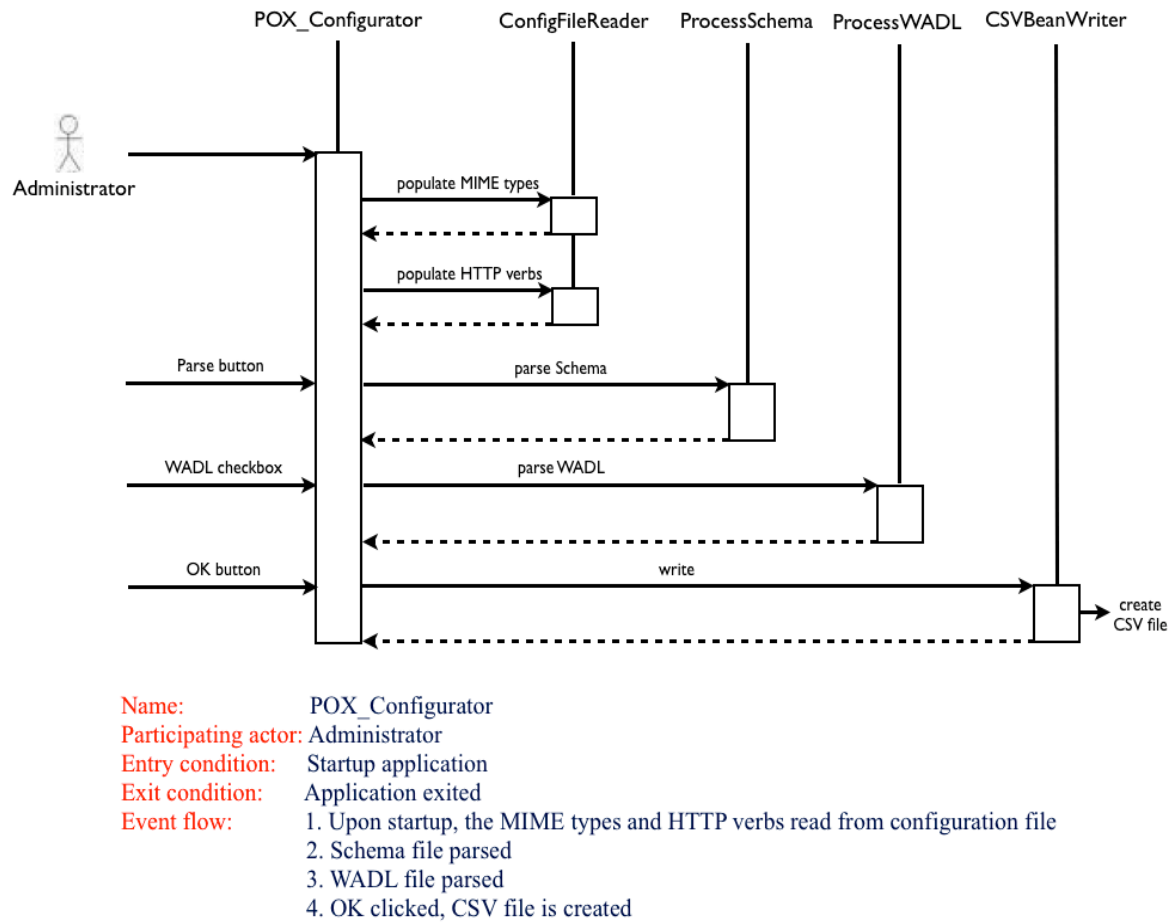 POX_Configurator
ConfigFileReader
ProcessSchema
ProcessWADL
CSVBeanWriter
Administrator
populate MIME types
populate HTTP verbs
Parse button
parse Schema
WADL checkbox
parse WADL
OK button
write
create
CSV file
Name: POX_Configurator
Participating actor: Administrator
Entry condition: Startup application
Exit condition: Application exited
Event flow: 1. Upon startup, the MIME types and HTTP verbs read from configuration file
2. Schema file parsed
3. WADL file parsed
4. OK clicked, CSV file is created